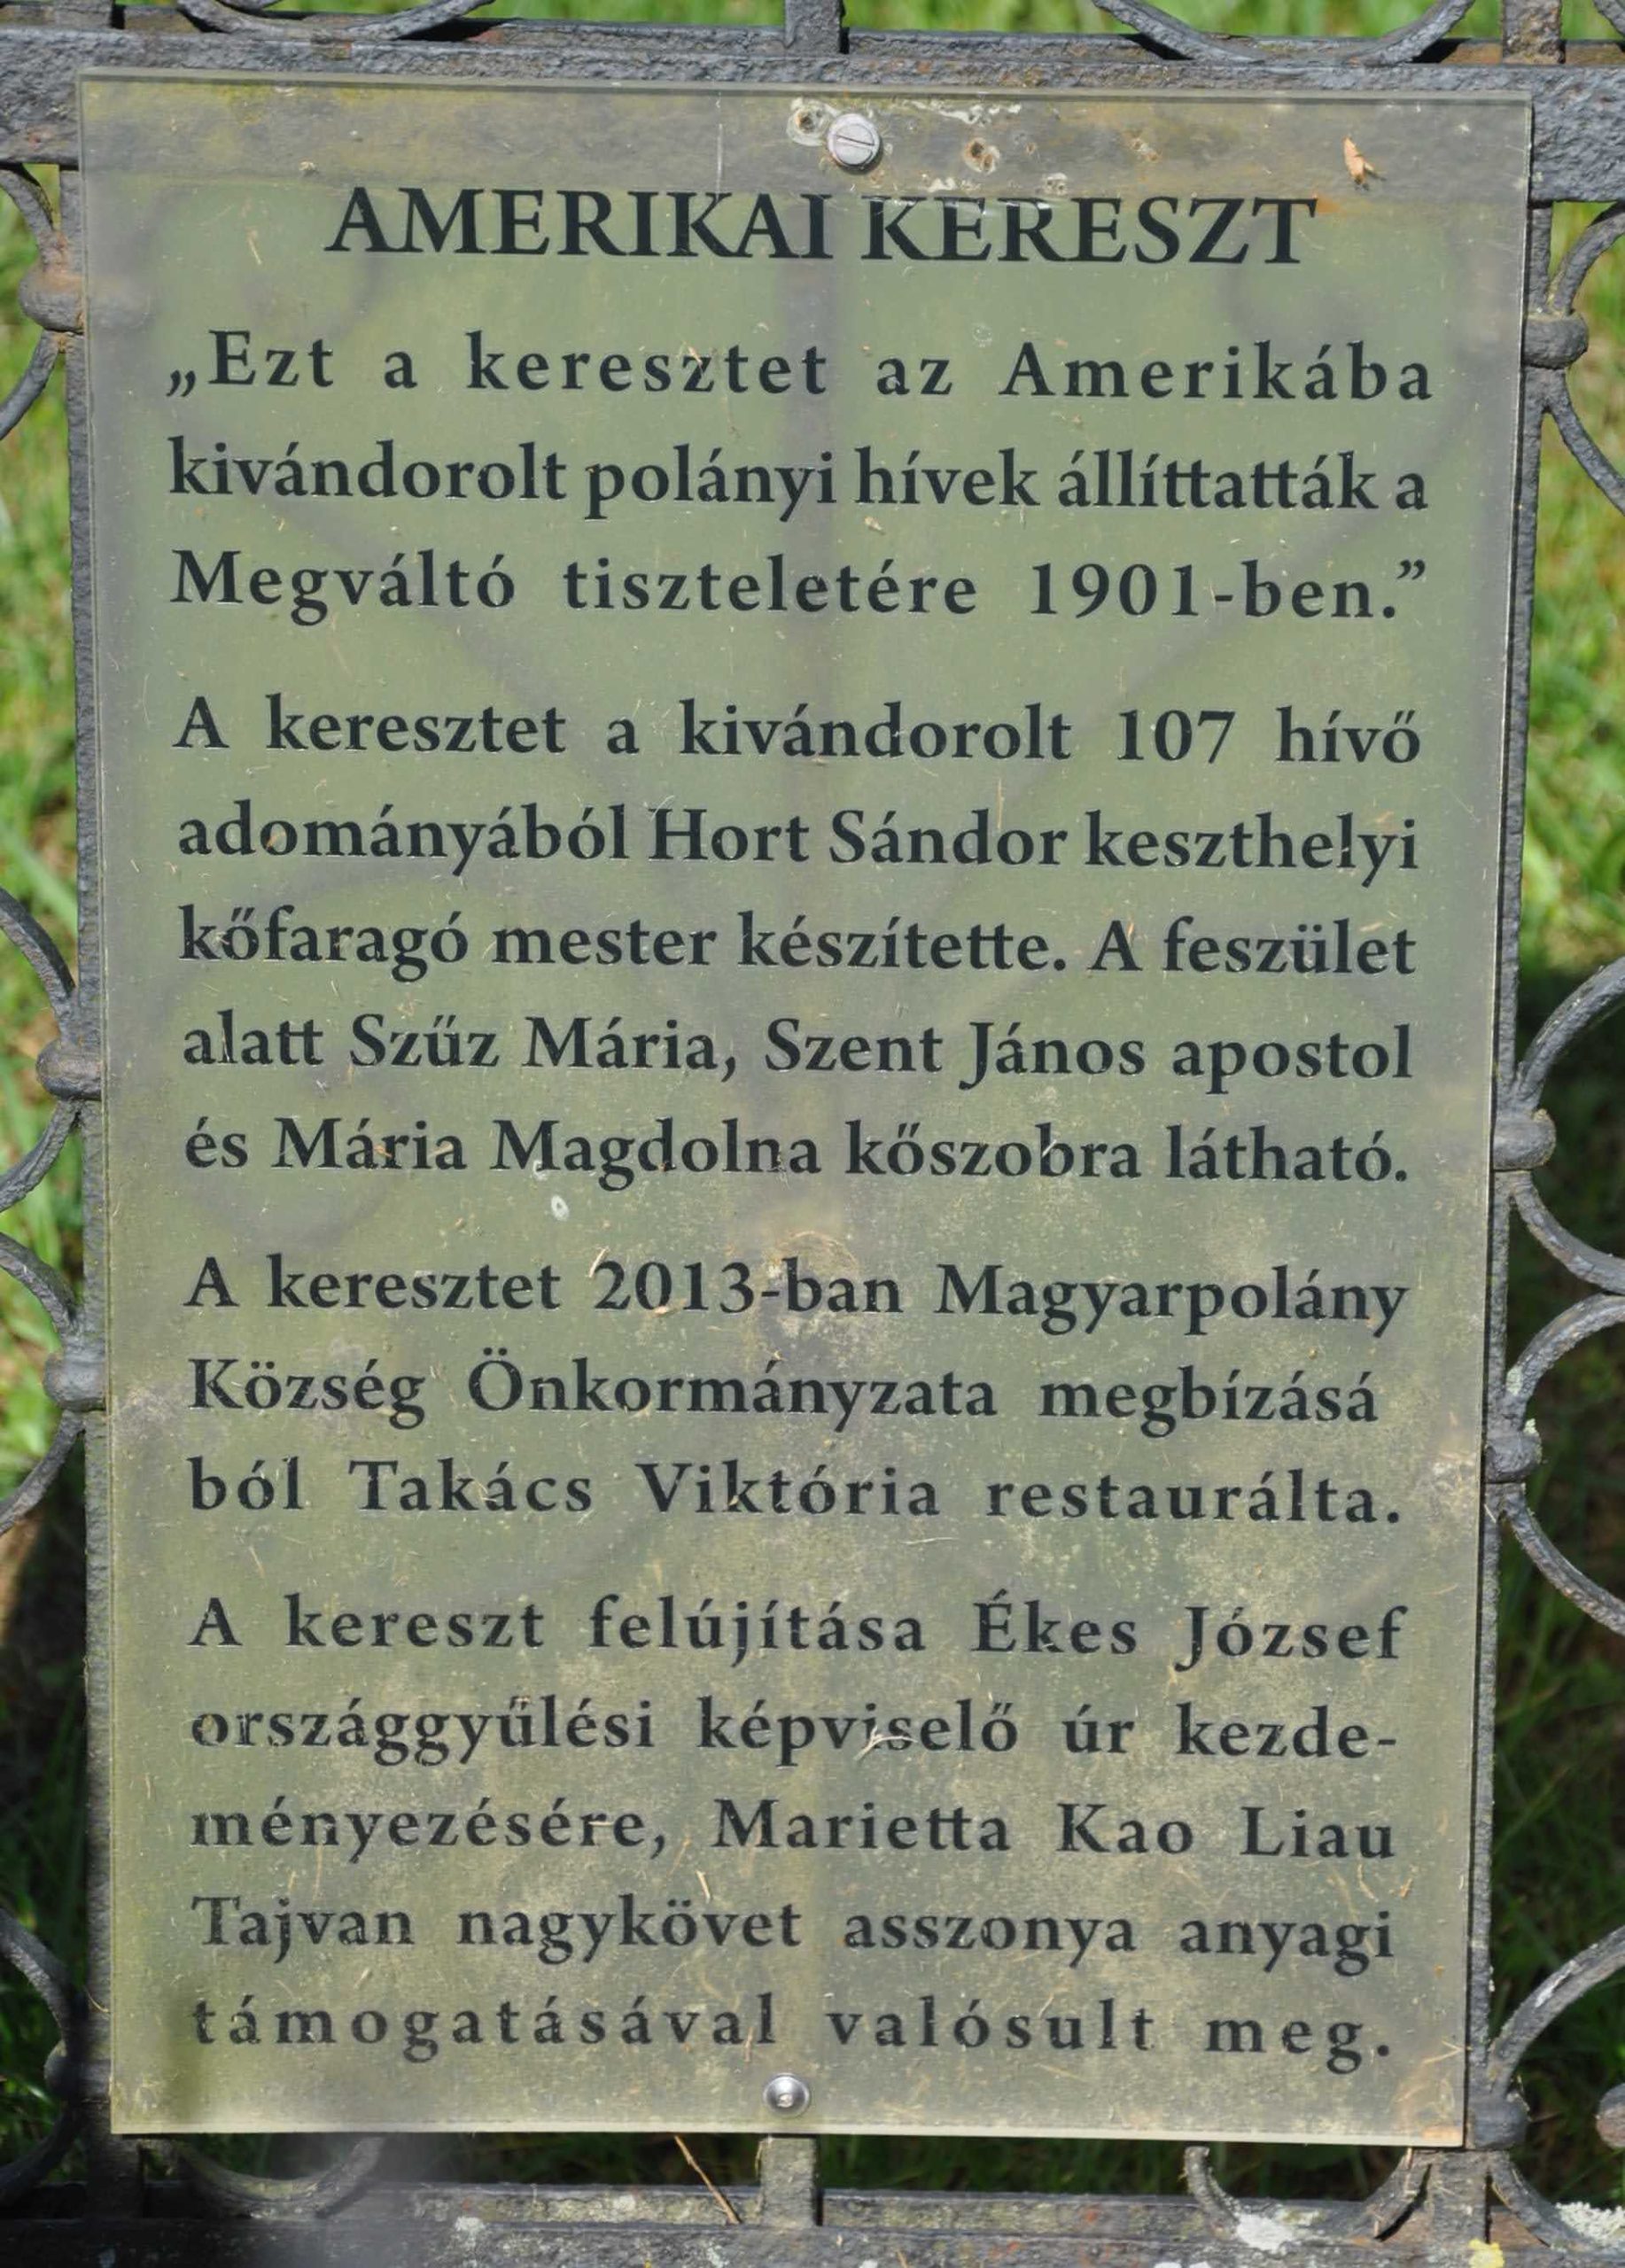 AMERIKAI KERESZT
„Ezt a keresztet az Amerikába
kivándorolt polányi hívek állíttatták a
Megváltó tiszteletére 1901-ben.”
A keresztet a kivándorolt 107 hívő
adományából Hort Sándor keszthelyi
kőfaragó mester készítette. A feszület
alatt Szűz Mária, Szent János apostol
és Mária Magdolna kőszobra látható.
A keresztet 2013-ban Magyarpolány
Község Önkormányzata megbízásá
ból Takács Viktória restaurálta.
A kereszt felújítása Ékes József
országgyűlési képviselő úr kezde-
ményezésére, Marietta Kao Liau
Tajvan nagykövet asszonya anyagi
támogatásával valósult meg.